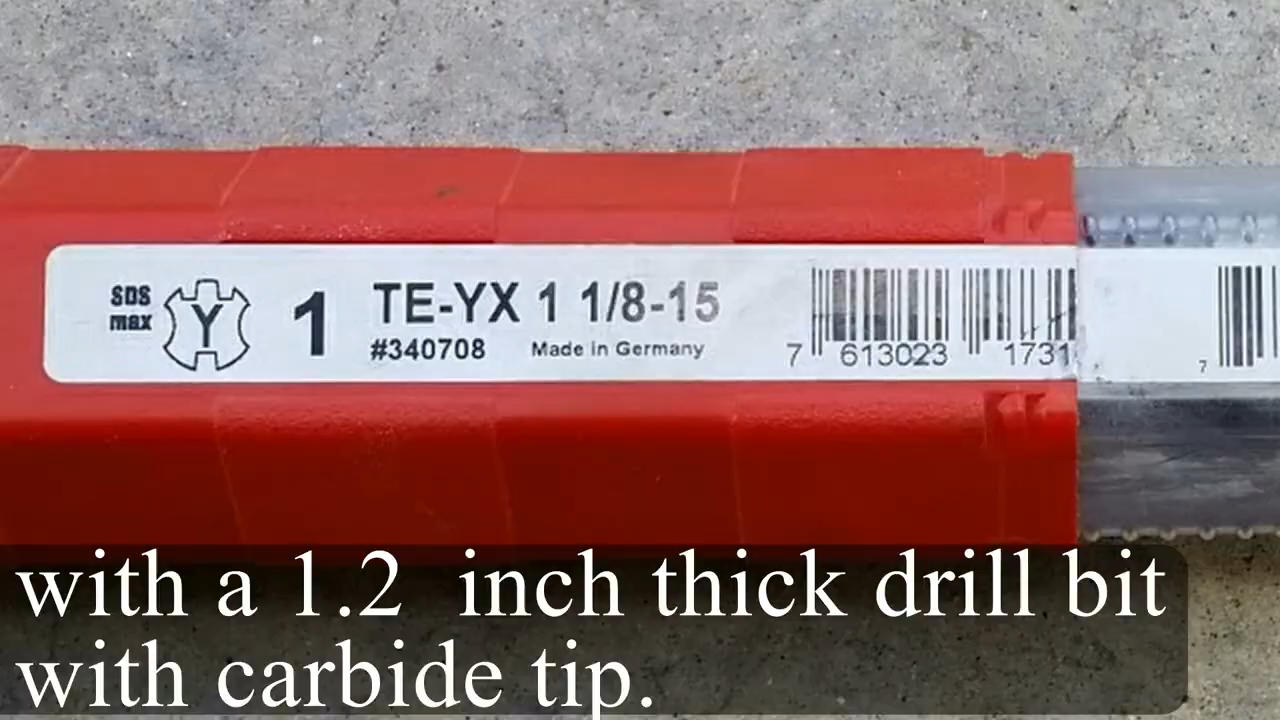 SDS
max
Y
1
TE-YX 1 1/8-15
#340708
Made in Germany
7 613023 1731
7
with a 1.2 inch thick drill bit
with carbide tip.